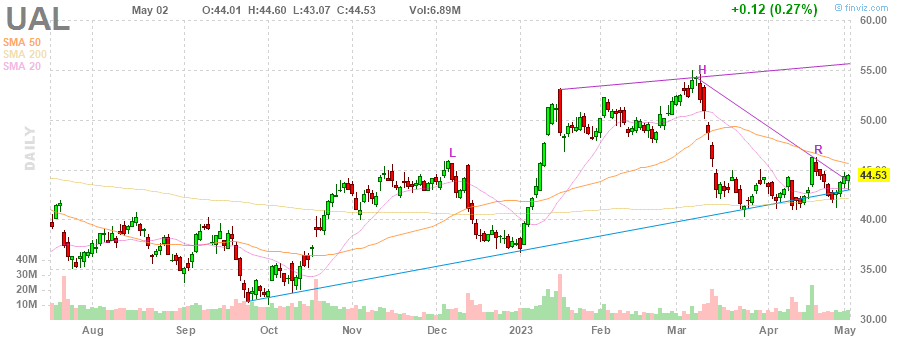 UAL
May 02 O:44.01 H:44.60 L:43.07 C:44.53 Vol:6.89M +0.12 (0.27%) finviz.com
SMA 50
SMA 200
SMA 20
DAILY
L
H
R
60.00
55.00
50.00
45.00
44.53
40.00
35.00
30.00
40M
30M
20M
10M
Aug Sep Oct Nov Dec 2023 Feb Mar Apr May